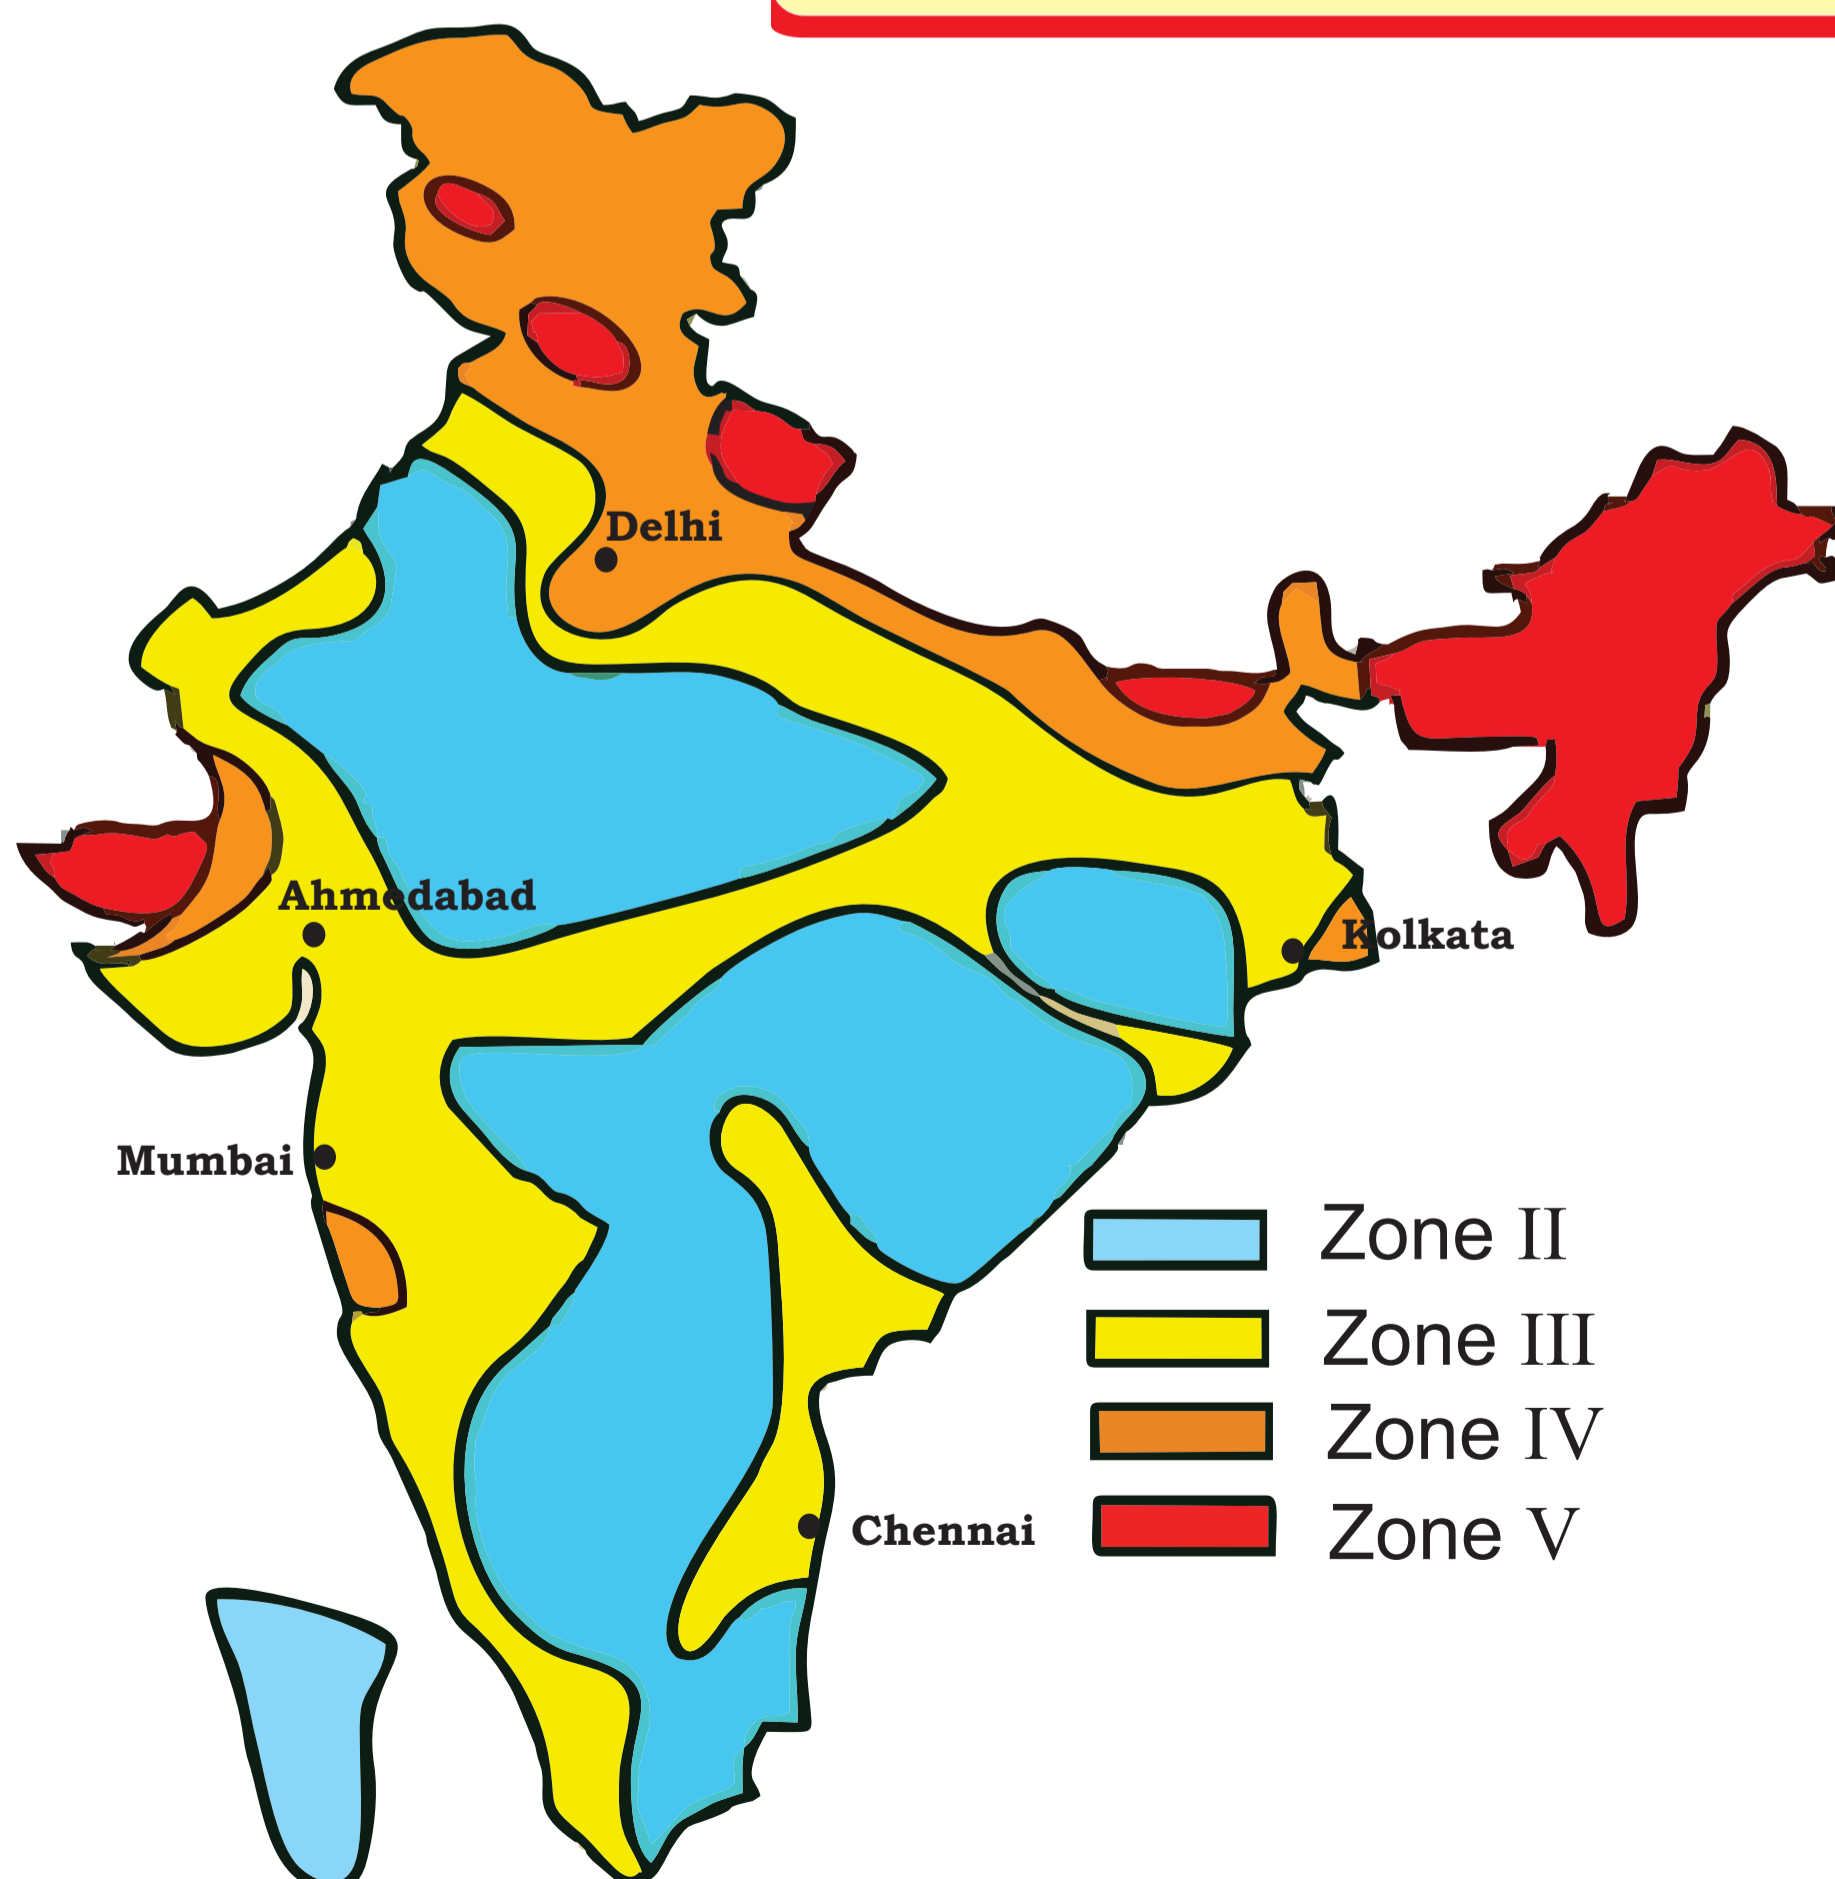 Delhi
Ahmedabad
Kolkata
Mumbai
Zone II
Zone III
Zone IV
Chennai
Zone V